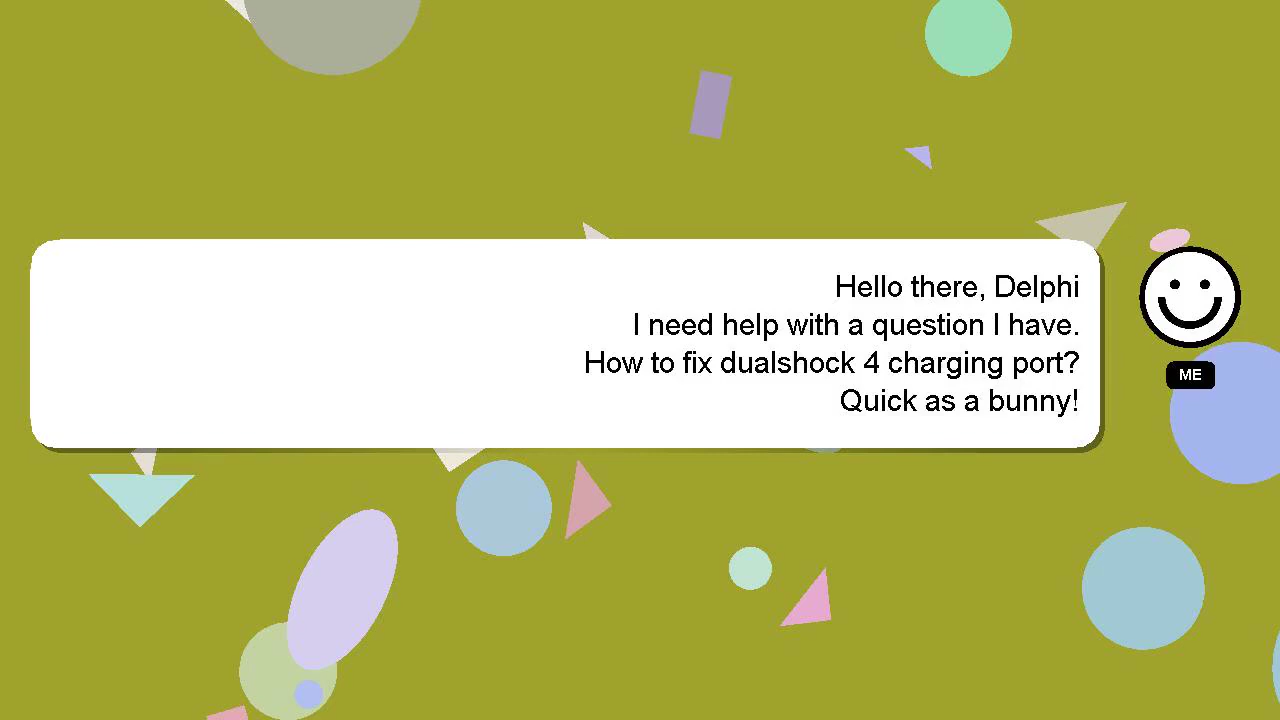 Hello there, Delphi
I need help with a question I have.
How to fix dualshock 4 charging port?
Quick as a bunny!
ME